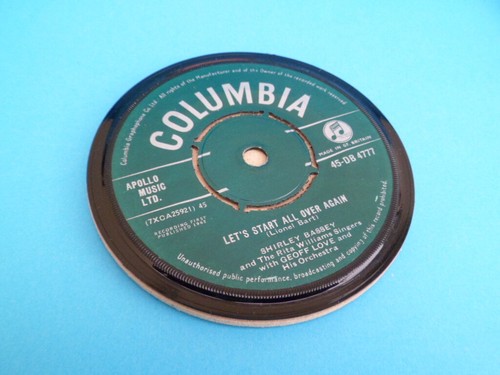 Columbia Graphophone Co. Ltd. All rights of the Manufacturer and of the Owner of the recorded work reserved
COLUMBIA
MADE IN GT. BRITAIN
45-DB 4777
APOLLO
MUSIC
LTD.
(7XCA25921) 45
RECORDING FIRST
PUBLISHED 1962
LET'S START ALL OVER AGAIN
(Lionel Bart)
SHIRLEY BASSEY
and The Rita Williams Singers
with GEOFF LOVE and
His Orchestra
Unauthorised public performance, broadcasting and copying of this record prohibited.